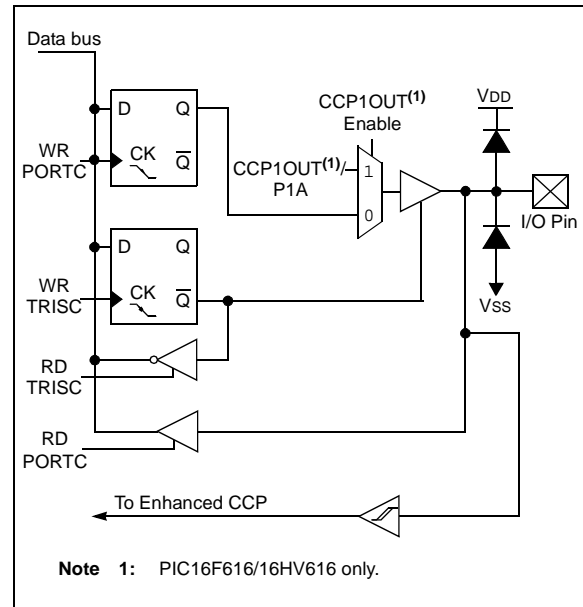 Data bus
D Q
WR
PORTC
CK
Q
CCP1OUT(1)
Enable
CCP1OUT(1)/
P1A
1
0
VDD
I/O Pin
VSS
D Q
WR
TRISC
CK
Q
RD
TRISC
RD
PORTC
To Enhanced CCP
Note 1: PIC16F616/16HV616 only.